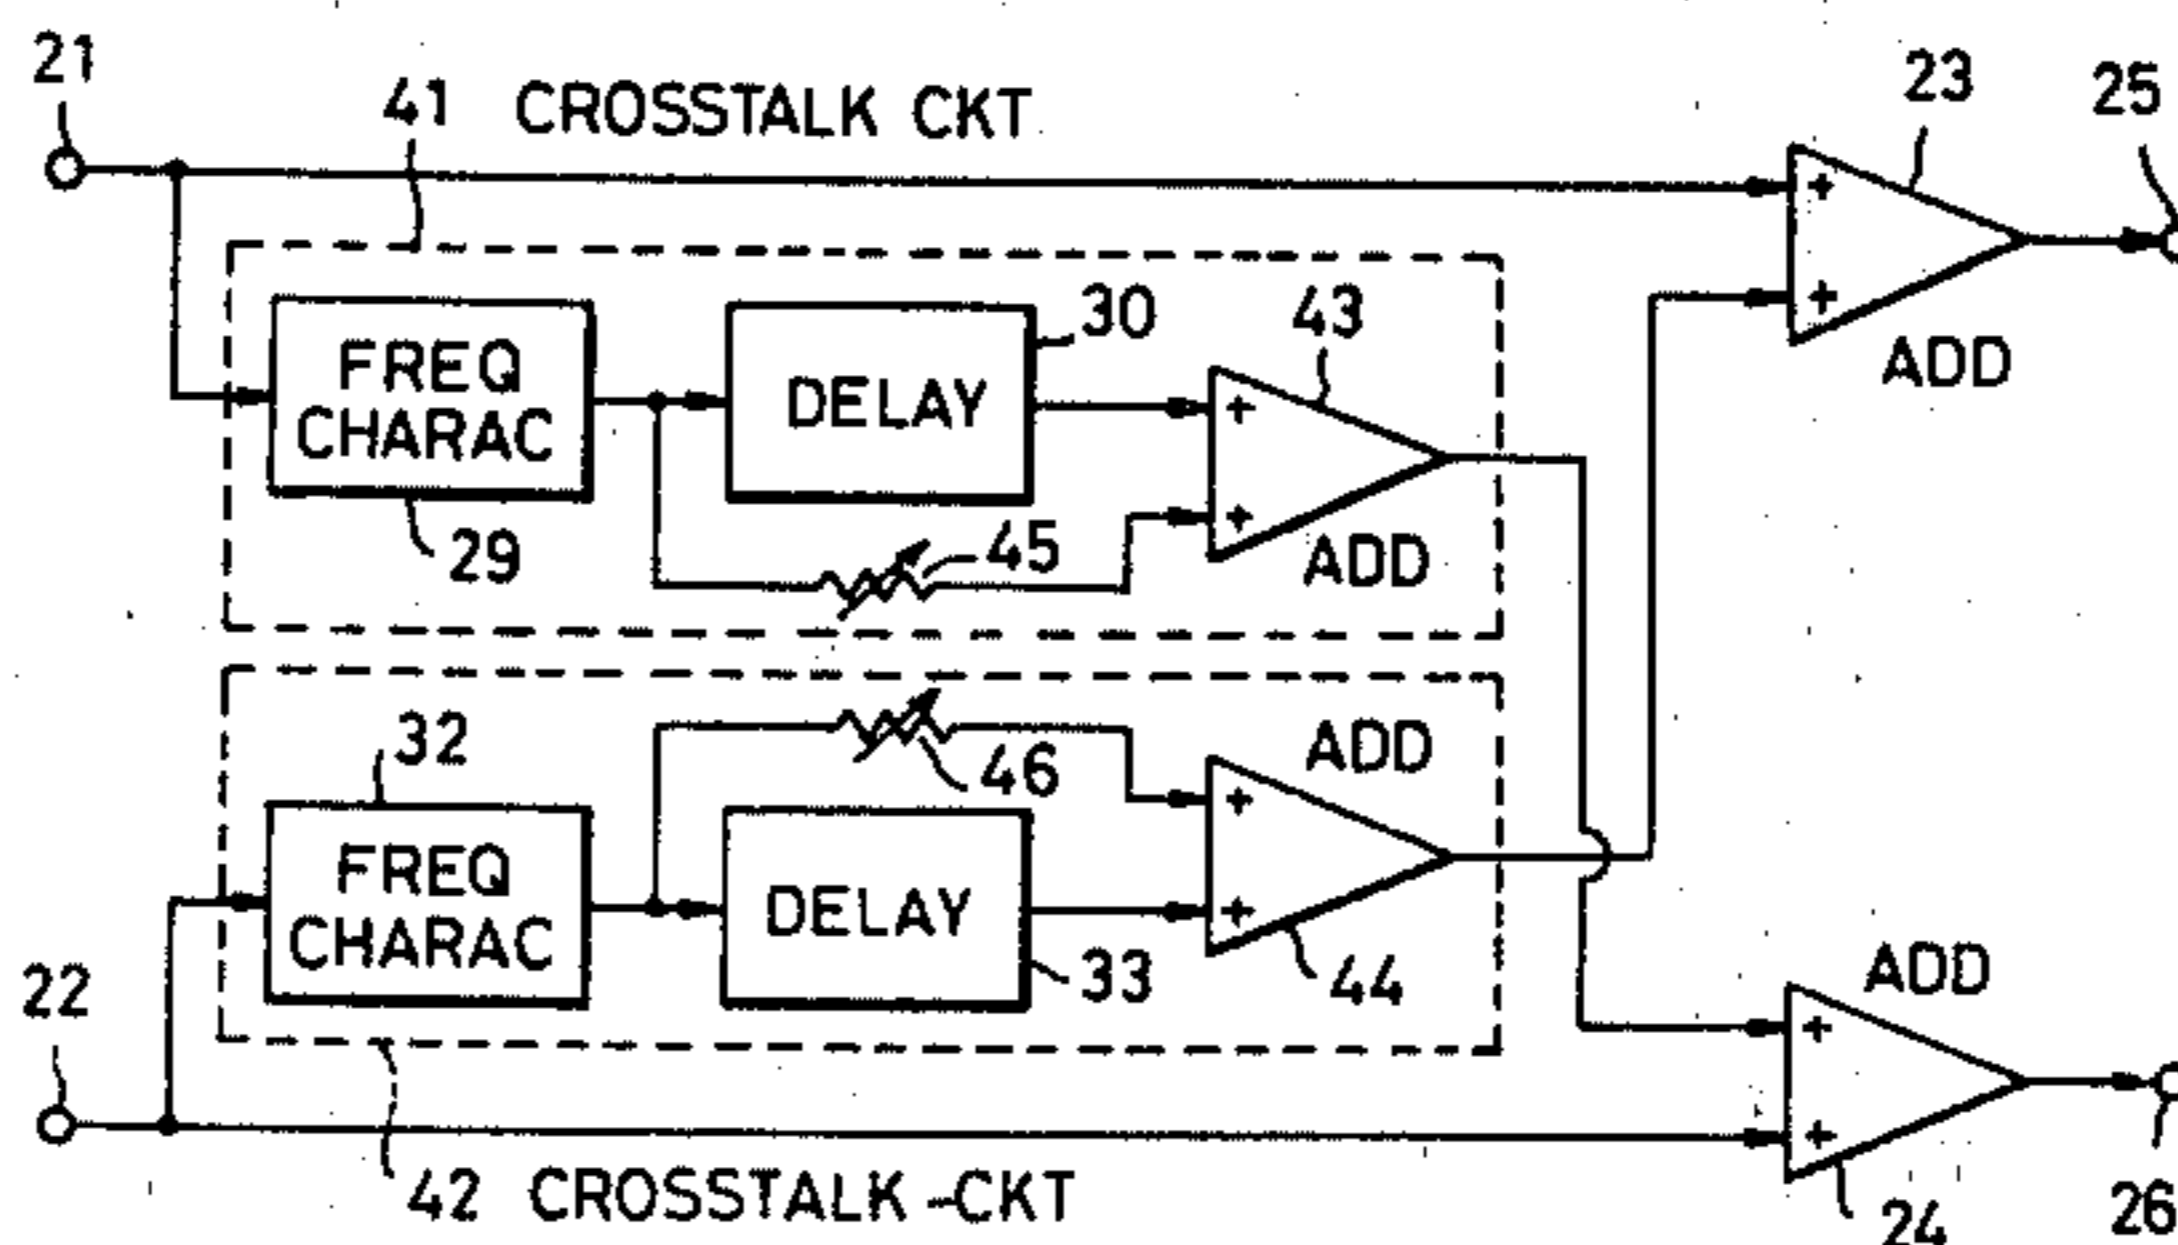 21
41 CROSSTALK CKT
23
25
+
+
ADD
FREQ
CHARAC
29
DELAY
30
43
+
+
ADD
45
32
FREQ
CHARAC
46
DELAY
33
ADD
+
+
44
22
42 CROSSTALK-CKT
ADD
+
+
24
26